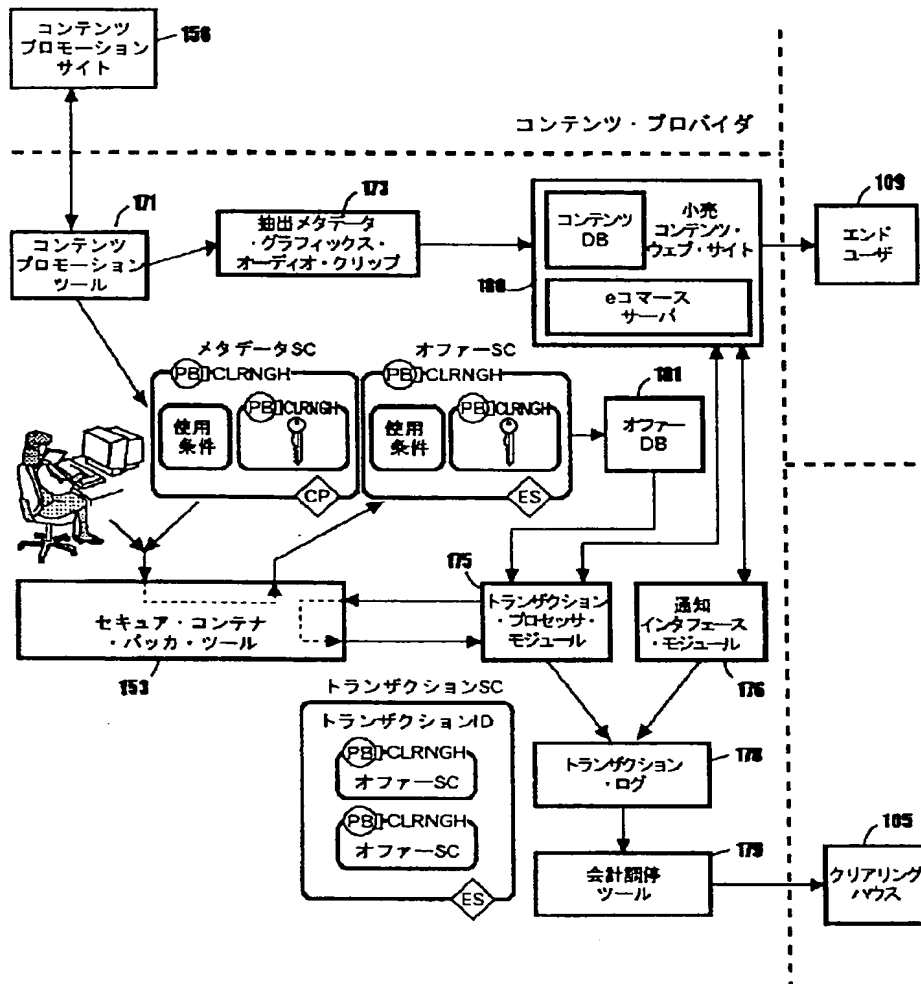 コンテンツ
プロモーション
サイト
156
コンテンツ・プロバイダ
171
コンテンツ
プロモーション
ツール
173
抽出メタデータ
・グラフィックス・
オーディオ・クリップ
コンテンツ
DB
小売
コンテンツ・
ウェブ・サイト
180
eコマース
サーバ
109
エンド
ユーザ
メタデータSC
PB CLRNGH
使用
条件
PB CLRNGH
CP
オファーSC
PB CLRNGH
使用
条件
PB CLRNGH
ES
181
オファー
DB
セキュア・コンテナ
・パッカ・ツール
153
175
トランザクション
・プロセッサ・
モジュール
通知
インタフェース
・モジュール
176
トランザクションSC
トランザクションID
PB CLRNGH
オファーSC
PB CLRNGH
オファーSC
ES
トランザクション
・ログ
178
会計調停
ツール
179
105
クリアリング
ハウス